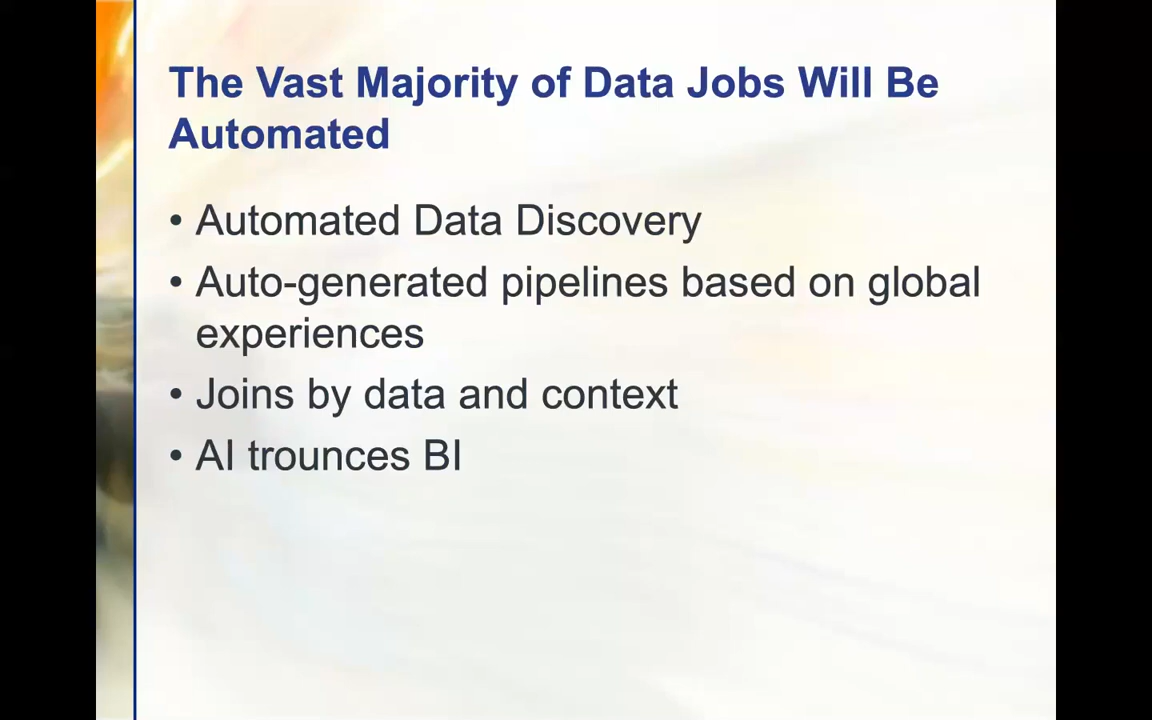 The Vast Majority of Data Jobs Will Be
Automated
• Automated Data Discovery
• Auto-generated pipelines based on global
experiences
• Joins by data and context
• AI trounces BI